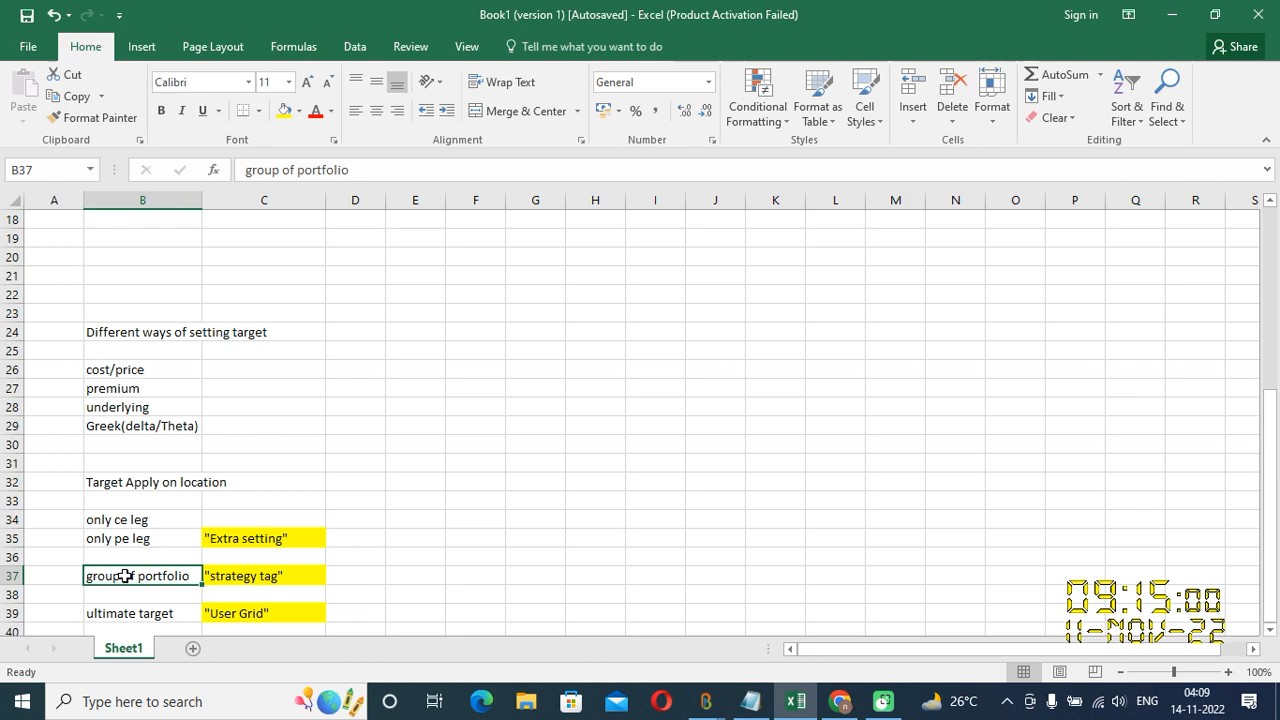 Book1 (version 1) [Autosaved] - Excel (Product Activation Failed)
Sign in
File Home Insert Page Layout Formulas Data Review View Tell me what you want to do Share
Paste Cut
Copy
Format Painter
Clipboard
Calibri 11
B I U A A
Font
Wrap Text
Merge & Center
Alignment
General
% ,
Number
Conditional Formatting
Format as Table
Cell Styles
Styles
Insert Delete Format
Cells
AutoSum
Fill
Clear
Sort & Filter
Find & Select
Editing
B37 fx group of portfolio
A B C D E F G H I J K L M N O P Q R S
18
19
20
21
22
23
24 Different ways of setting target
25
26 cost/price
27 premium
28 underlying
29 Greek(delta/Theta)
30
31
32 Target Apply on location
33
34 only ce leg
35 only pe leg "Extra setting"
36
37 group of portfolio "strategy tag"
38
39 ultimate target "User Grid"
40
09:15:00
11-NOV-22
Sheet1
Ready 100%
Type here to search
26°C
ENG
04:09
14-11-2022